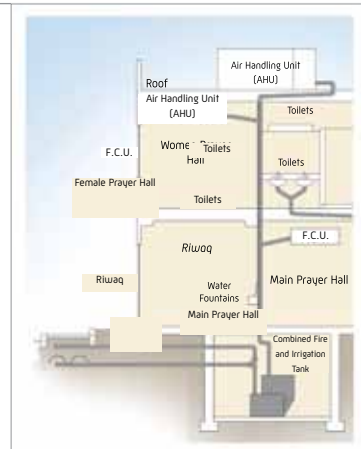 Air Handling Unit
(AHU)
Roof
Air Handling Unit
(AHU)
Toilets
F.C.U.
Toilets
Hall
Toilets
Female Prayer Hall
Toilets
F.C.U.
Riwaq
Riwaq
Water
Fountains
Main Prayer Hall
Main Prayer Hall
Combined Fire
and Irrigation
Tank